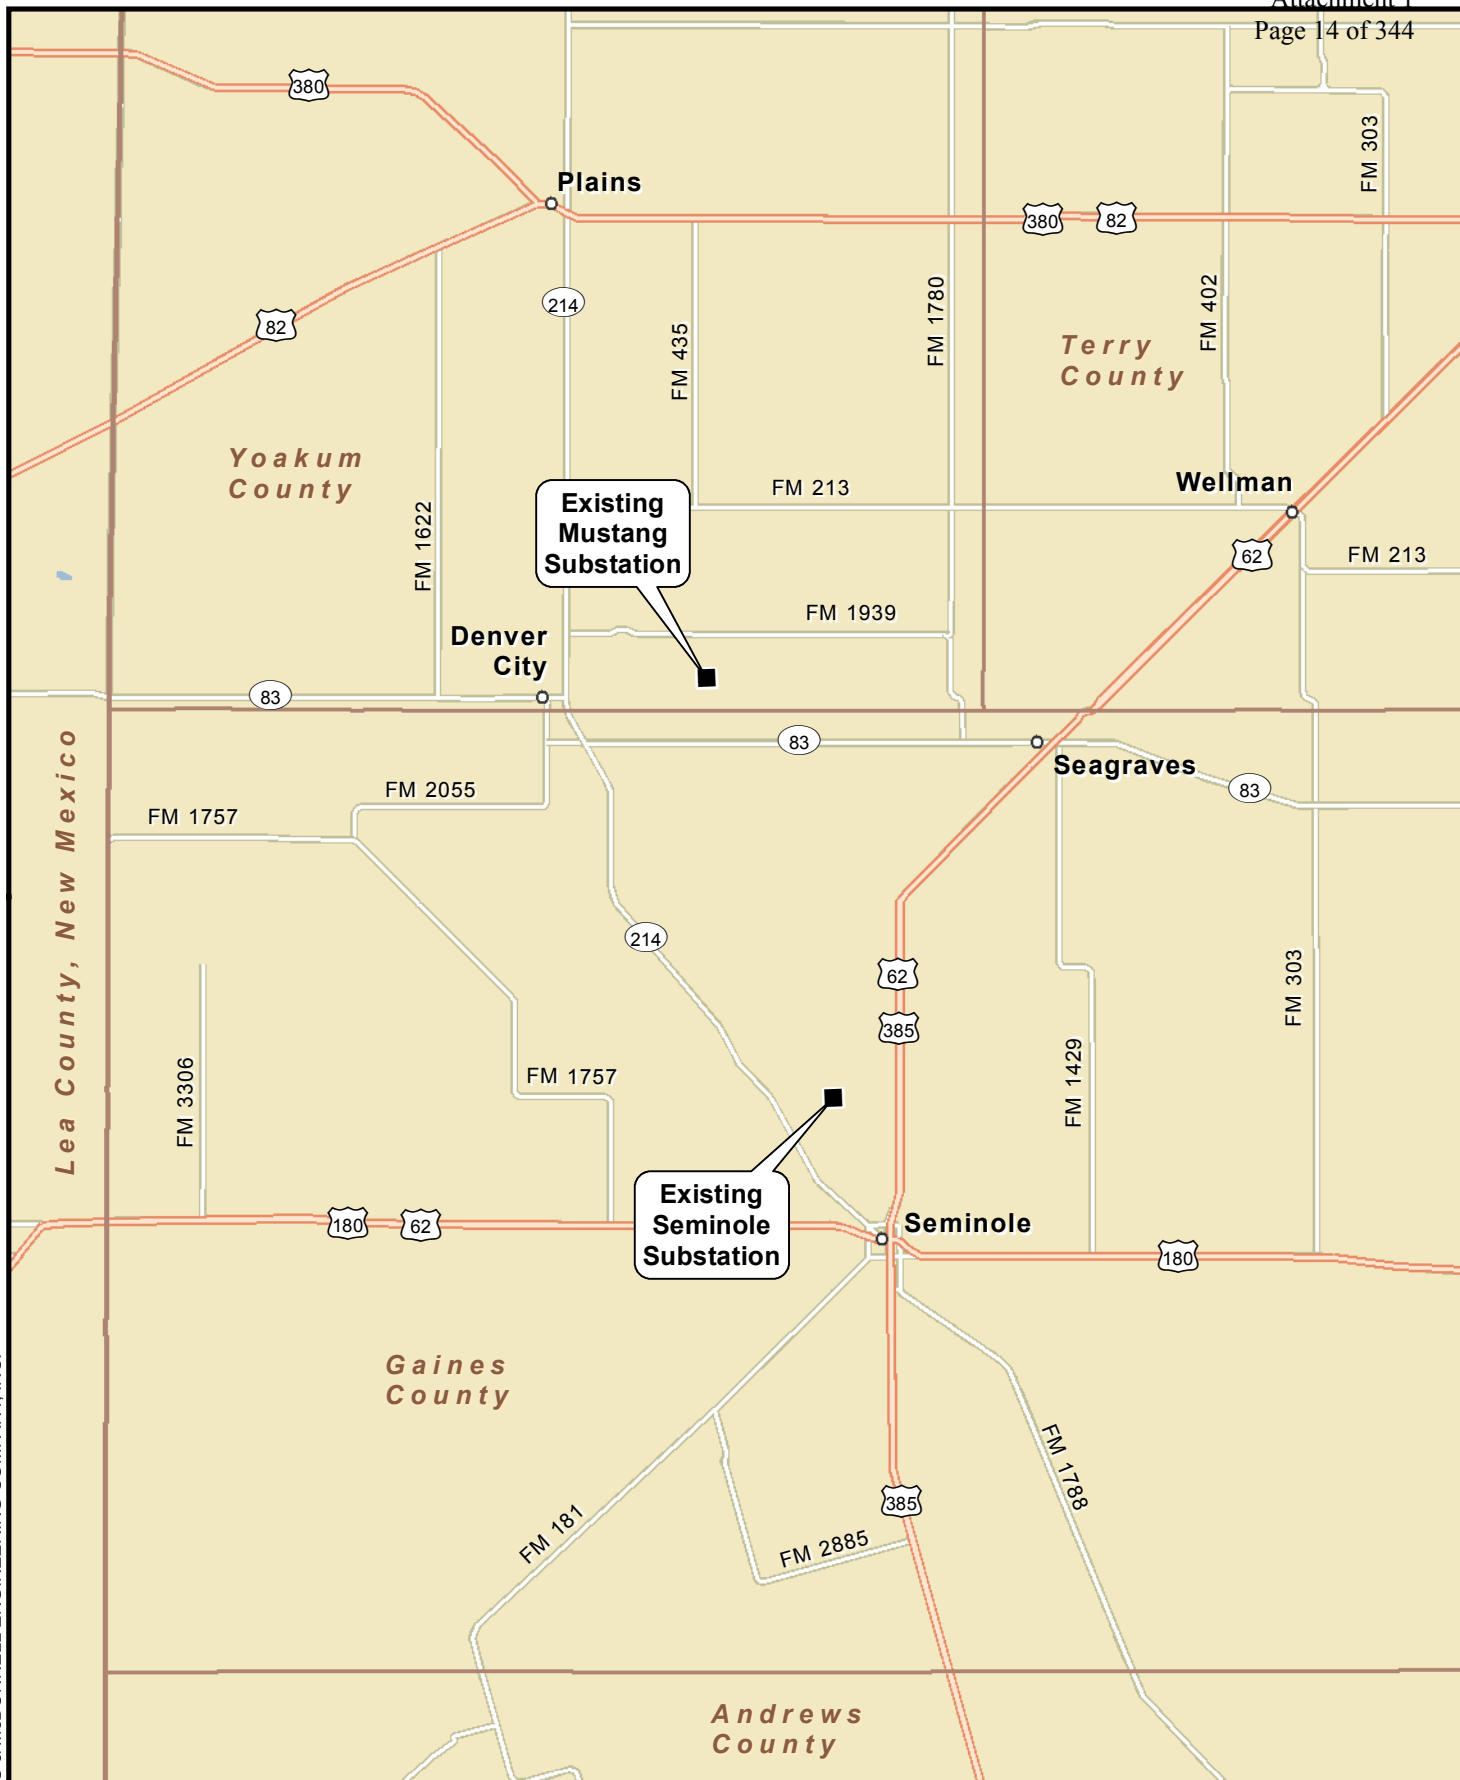 Attachment 1
Page 14 of 344
380
Plains
FM 303
380
82
214
82
FM 435
FM 1780
FM 402
Terry
County
Yoakum
County
Wellman
FM 213
Existing
Mustang
Substation
FM 1622
62
FM 213
FM 1939
Denver
City
83
83
Seagraves
83
FM 2055
FM 1757
Lea County, New Mexico
214
62
385
FM 303
FM 3306
FM 1757
FM 1429
Existing
Seminole
Substation
180
62
Seminole
180
Gaines
County
FM 1788
385
FM 181
FM 2885
Andrews
County